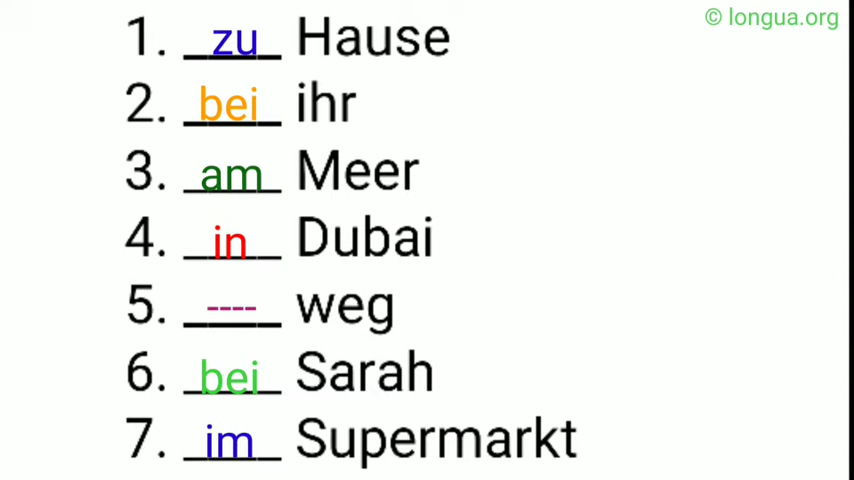 © longua.org
1. zu Hause
2. bei ihr
3. am Meer
4. in Dubai
5. ---- weg
6. bei Sarah
7. im Supermarkt